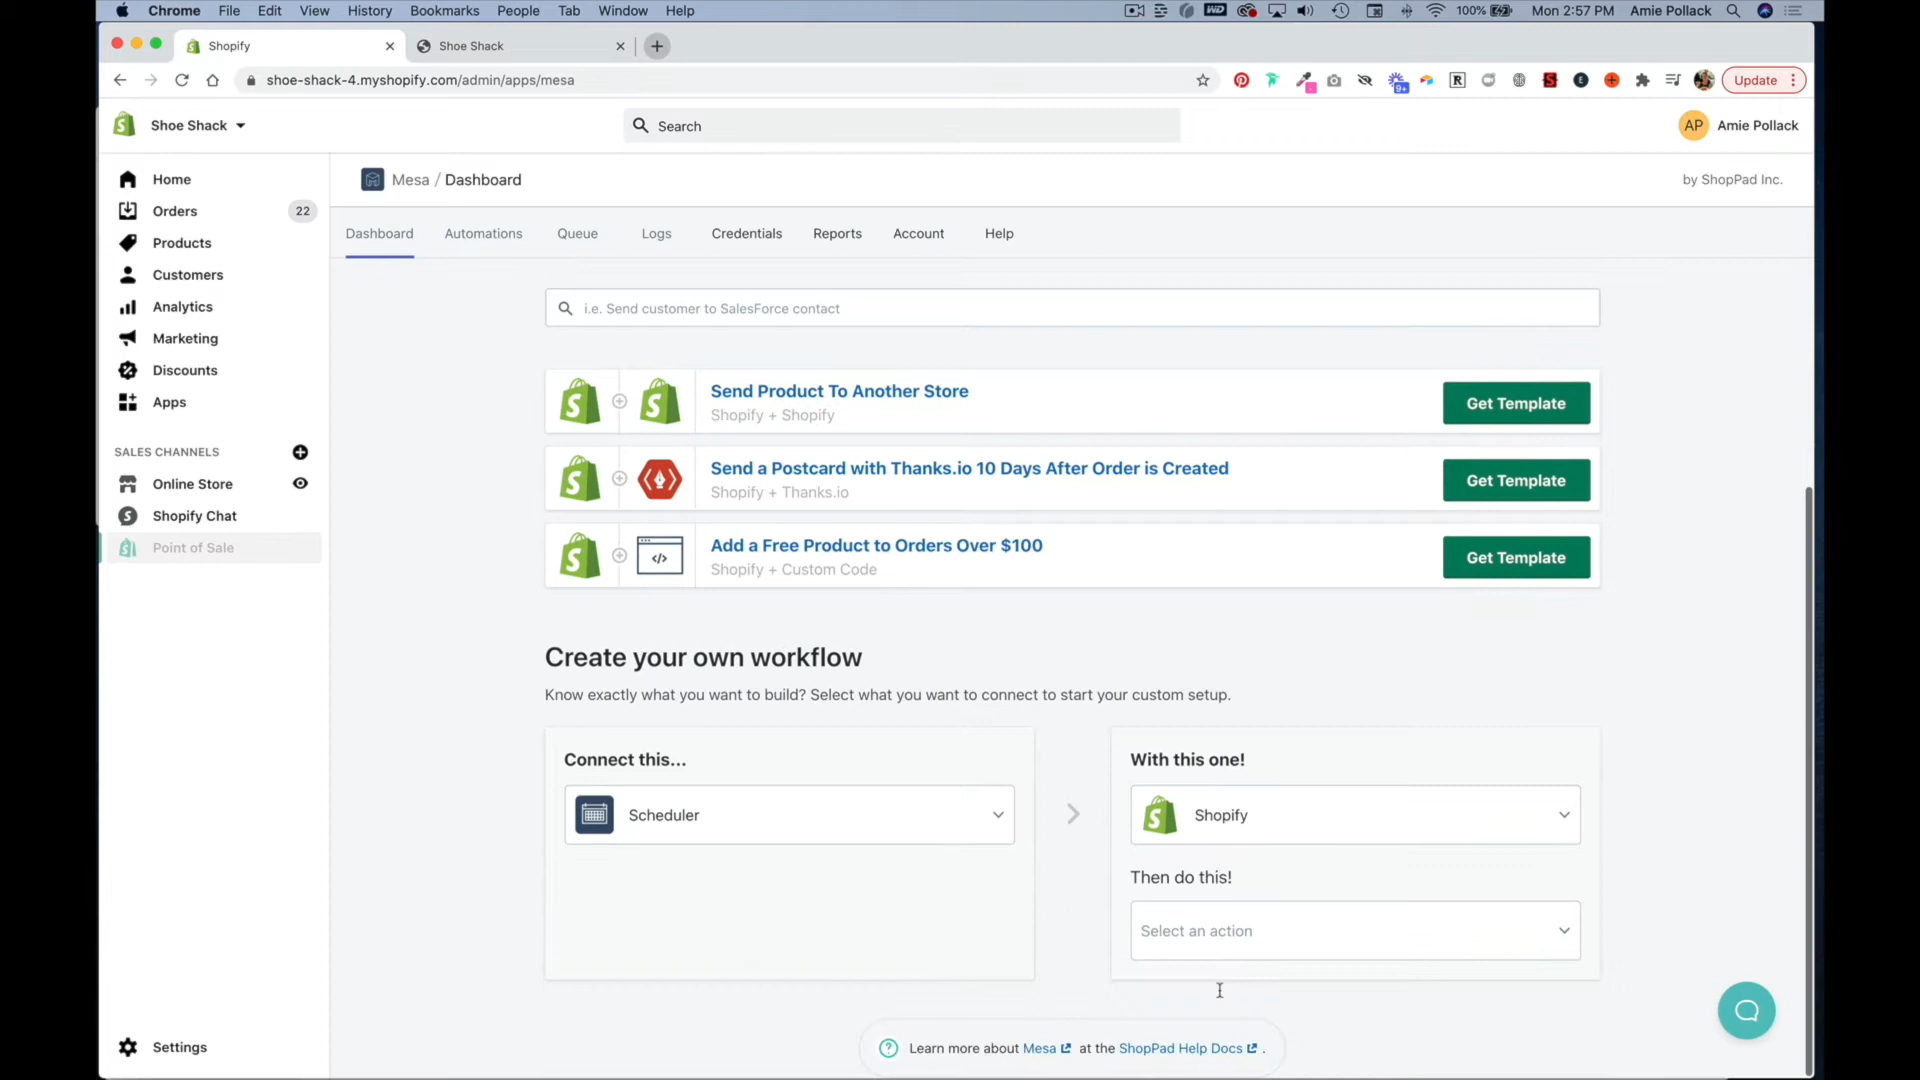 Chrome File Edit View History Bookmarks People Tab Window Help
100% Mon 2:57 PM Amie Pollack
Shopify
Shoe Shack
shoe-shack-4.myshopify.com/admin/apps/mesa
Update
Shoe Shack
Search
AP Amie Pollack
Home
Orders 22
Products
Customers
Analytics
Marketing
Discounts
Apps
SALES CHANNELS
Online Store
Shopify Chat
Point of Sale
Settings
Mesa / Dashboard
by ShopPad Inc.
Dashboard Automations Queue Logs Credentials Reports Account Help
i.e. Send customer to SalesForce contact
Send Product To Another Store
Shopify + Shopify
Get Template
Send a Postcard with Thanks.io 10 Days After Order is Created
Shopify + Thanks.io
Get Template
Add a Free Product to Orders Over $100
Shopify + Custom Code
Get Template
Create your own workflow
Know exactly what you want to build? Select what you want to connect to start your custom setup.
Connect this...
Scheduler
With this one!
Shopify
Then do this!
Select an action
Learn more about Mesa at the ShopPad Help Docs .